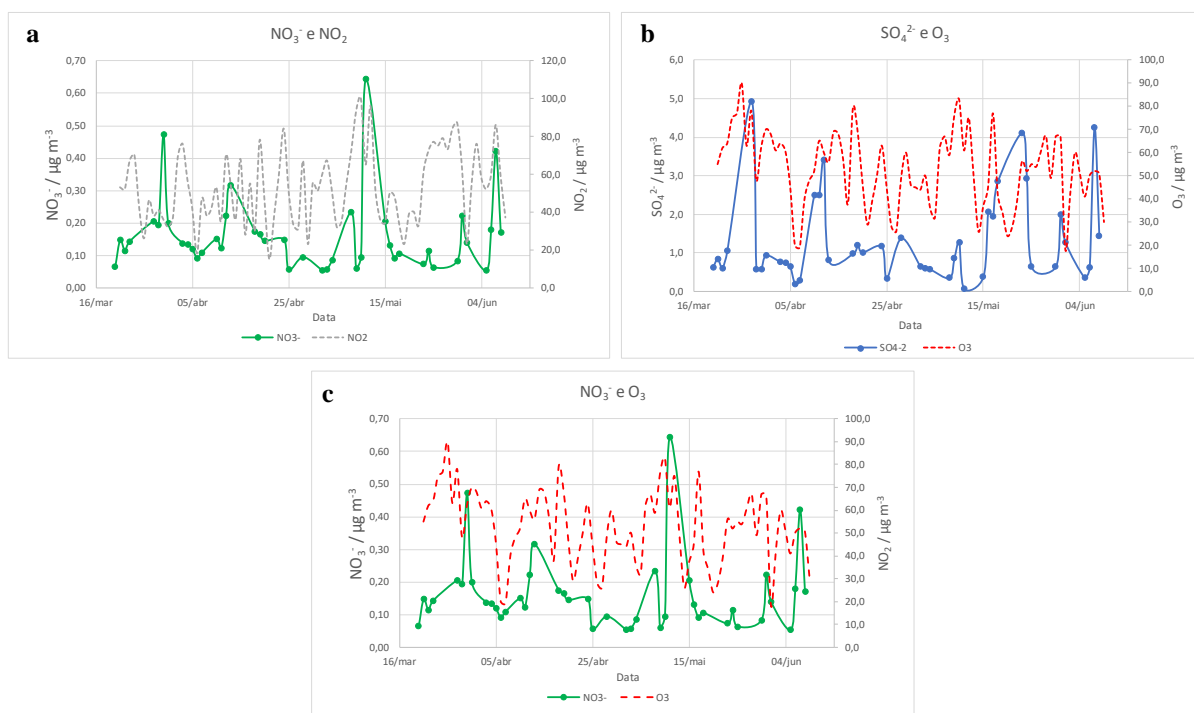 a
NO₃⁻ e NO₂
0,70
0,60
0,50
0,40
0,30
0,20
0,10
0,00
NO₃⁻ / µg m⁻³
120,0
100,0
80,0
60,0
40,0
20,0
0,0
NO₂ / µg m⁻³
16/mar 05/abr 25/abr 15/mai 04/jun
Data
NO3- NO2
b
SO₄²⁻ e O₃
6,0
5,0
4,0
3,0
2,0
1,0
0,0
SO₄²⁻ / µg m⁻³
100,0
90,0
80,0
70,0
60,0
50,0
40,0
30,0
20,0
10,0
0,0
O₃ / µg m⁻³
16/mar 05/abr 25/abr 15/mai 04/jun
Data
SO4-2 O3
c
NO₃⁻ e O₃
0,70
0,60
0,50
0,40
0,30
0,20
0,10
0,00
NO₃⁻ / µg m⁻³
100,0
90,0
80,0
70,0
60,0
50,0
40,0
30,0
20,0
10,0
0,0
NO₂ / µg m⁻³
16/mar 05/abr 25/abr 15/mai 04/jun
Data
NO3- O3